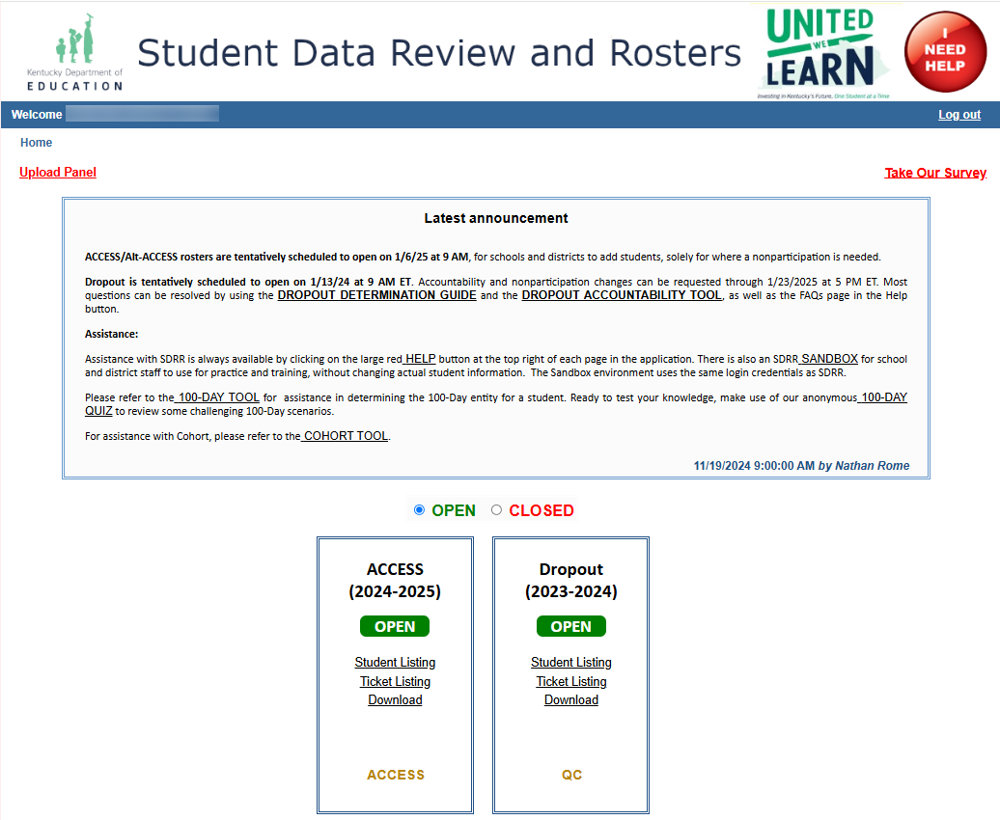 Kentucky Department of
EDUCATION
Student Data Review and Rosters
UNITED
WE
LEARN
Investing in Kentucky's Future, One Student at a Time
I
NEED
HELP
Welcome
Log out
Home
Upload Panel
Take Our Survey
Latest announcement
ACCESS/Alt-ACCESS rosters are tentatively scheduled to open on 1/6/25 at 9 AM, for schools and districts to add students, solely for where a nonparticipation is needed.
Dropout is tentatively scheduled to open on 1/13/24 at 9 AM ET. Accountability and nonparticipation changes can be requested through 1/23/2025 at 5 PM ET. Most
questions can be resolved by using the DROPOUT DETERMINATION GUIDE and the DROPOUT ACCOUNTABILITY TOOL, as well as the FAQs page in the Help
button.
Assistance:
Assistance with SDRR is always available by clicking on the large red HELP button at the top right of each page in the application. There is also an SDRR SANDBOX for school
and district staff to use for practice and training, without changing actual student information. The Sandbox environment uses the same login credentials as SDRR.
Please refer to the 100-DAY TOOL for assistance in determining the 100-Day entity for a student. Ready to test your knowledge, make use of our anonymous 100-DAY
QUIZ to review some challenging 100-Day scenarios.
For assistance with Cohort, please refer to the COHORT TOOL.
11/19/2024 9:00:00 AM by Nathan Rome
OPEN CLOSED
ACCESS
(2024-2025)
OPEN
Student Listing
Ticket Listing
Download
ACCESS
Dropout
(2023-2024)
OPEN
Student Listing
Ticket Listing
Download
QC